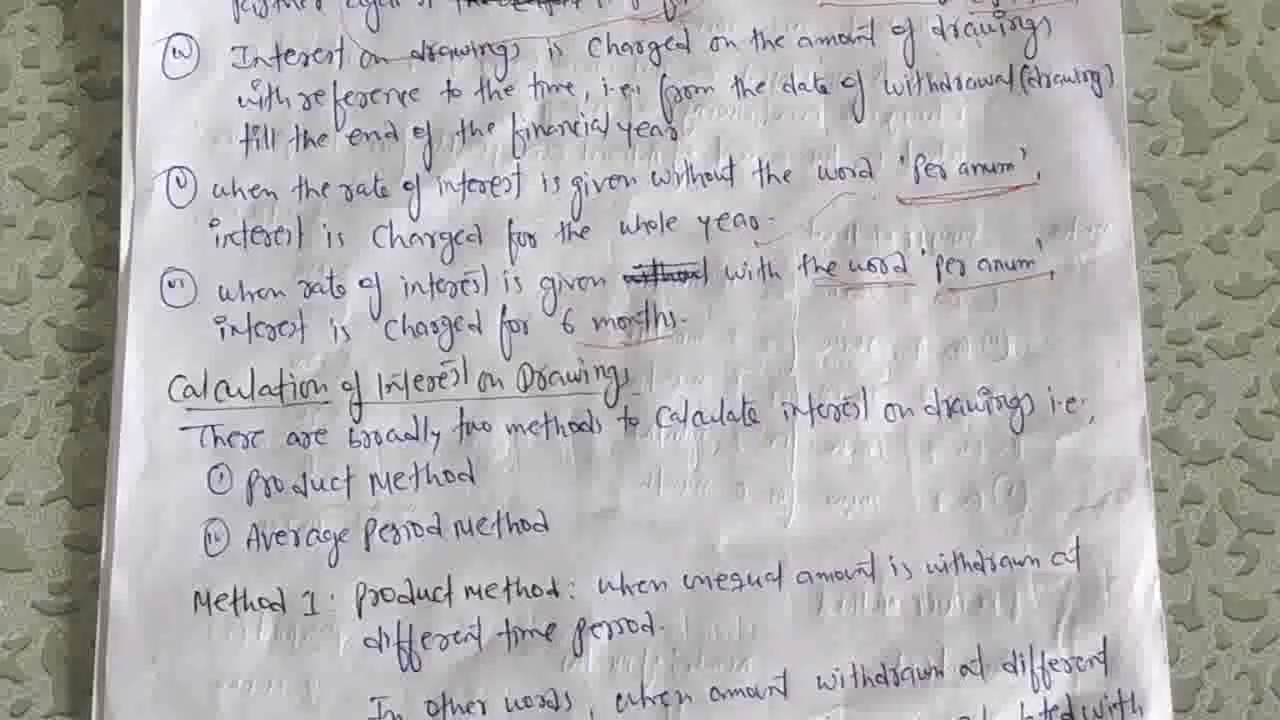 (iv) Interest on drawings is charged on the amount of drawings
with reference to the time, i.e., from the date of withdrawal (drawing)
till the end of the financial year
(v) when the rate of interest is given without the word 'Per anum',
interest is charged for the whole year.
(vi) when rate of interest is given with the word 'per anum',
interest is charged for 6 months.
Calculation of Interest on Drawings
There are broadly two methods to calculate interest on drawings i.e.,
(i) Product Method
(ii) Average Period Method
Method 1: Product method: when unequal amount is withdrawn at
different time period.
In other words, when amount withdrawn at different
with